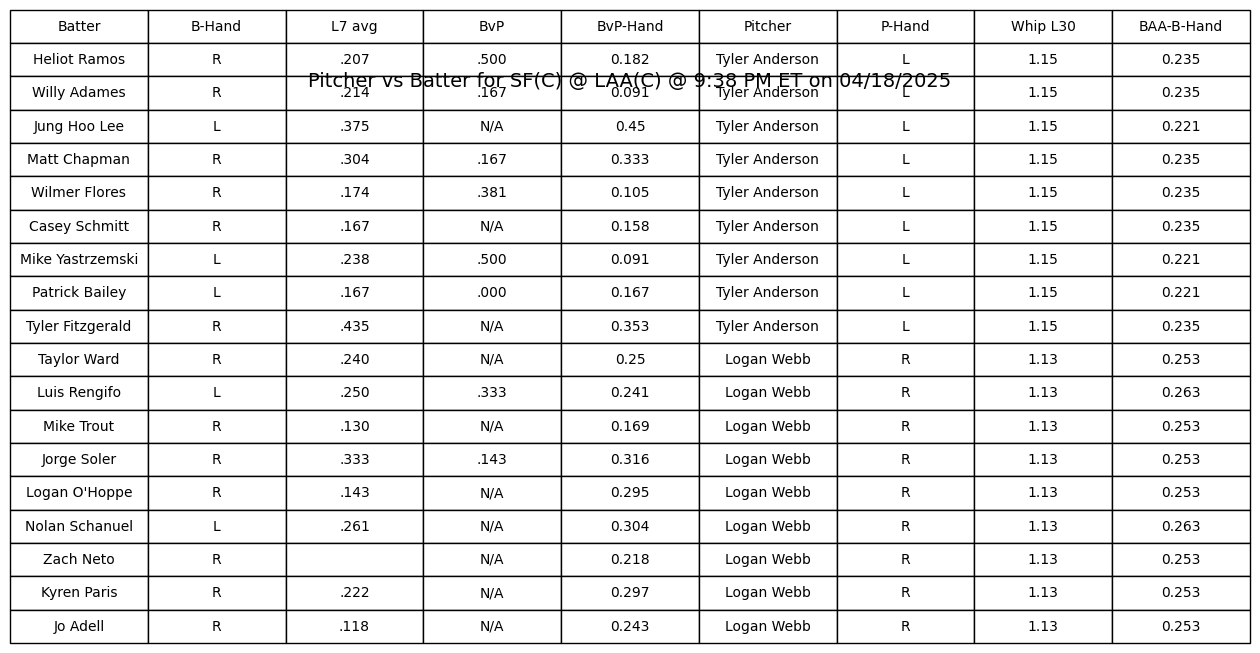 Batter B-Hand L7 avg BvP BvP-Hand Pitcher P-Hand Whip L30 BAA-B-Hand
Heliot Ramos R .207 .500 0.182 Tyler Anderson L 1.15 0.235
Pitcher vs Batter for SF(C) @ LAA(C) @ 9:38 PM ET on 04/18/2025
Willy Adames R .214 .167 0.091 Tyler Anderson L 1.15 0.235
Jung Hoo Lee L .375 N/A 0.45 Tyler Anderson L 1.15 0.221
Matt Chapman R .304 .167 0.333 Tyler Anderson L 1.15 0.235
Wilmer Flores R .174 .381 0.105 Tyler Anderson L 1.15 0.235
Casey Schmitt R .167 N/A 0.158 Tyler Anderson L 1.15 0.235
Mike Yastrzemski L .238 .500 0.091 Tyler Anderson L 1.15 0.221
Patrick Bailey L .167 .000 0.167 Tyler Anderson L 1.15 0.221
Tyler Fitzgerald R .435 N/A 0.353 Tyler Anderson L 1.15 0.235
Taylor Ward R .240 N/A 0.25 Logan Webb R 1.13 0.253
Luis Rengifo L .250 .333 0.241 Logan Webb R 1.13 0.263
Mike Trout R .130 N/A 0.169 Logan Webb R 1.13 0.253
Jorge Soler R .333 .143 0.316 Logan Webb R 1.13 0.253
Logan O'Hoppe R .143 N/A 0.295 Logan Webb R 1.13 0.253
Nolan Schanuel L .261 N/A 0.304 Logan Webb R 1.13 0.263
Zach Neto R N/A 0.218 Logan Webb R 1.13 0.253
Kyren Paris R .222 N/A 0.297 Logan Webb R 1.13 0.253
Jo Adell R .118 N/A 0.243 Logan Webb R 1.13 0.253